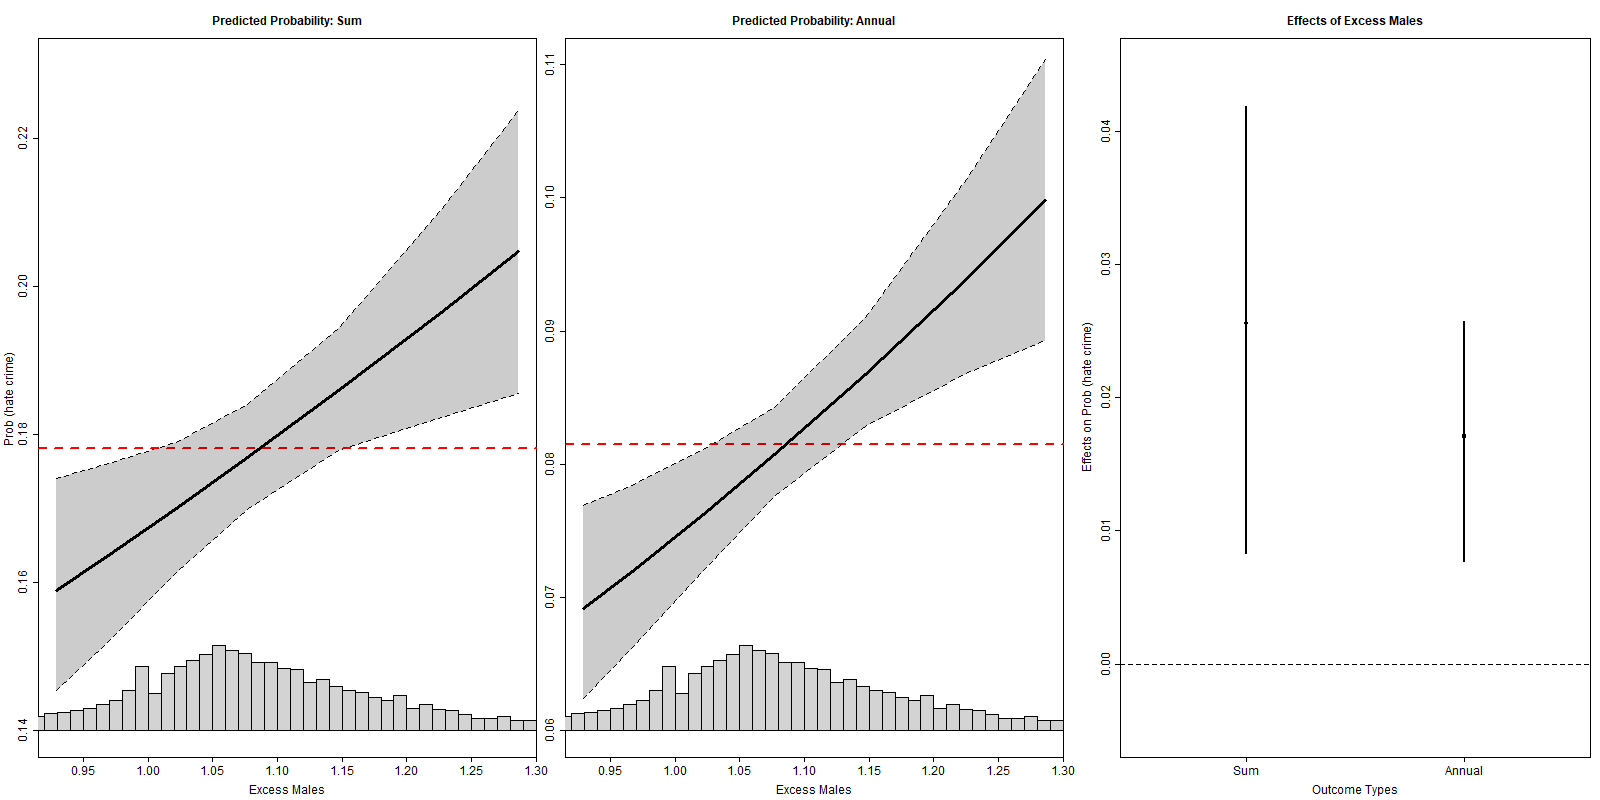 Predicted Probability: Sum
Prob (hate crime)
0.22
0.20
0.18
0.16
0.14
0.95 1.00 1.05 1.10 1.15 1.20 1.25 1.30
Excess Males
Predicted Probability: Annual
0.11
0.10
0.09
0.08
0.07
0.06
0.95 1.00 1.05 1.10 1.15 1.20 1.25 1.30
Excess Males
Effects of Excess Males
Effects on Prob (hate crime)
0.04
0.03
0.02
0.01
0.00
Sum Annual
Outcome Types